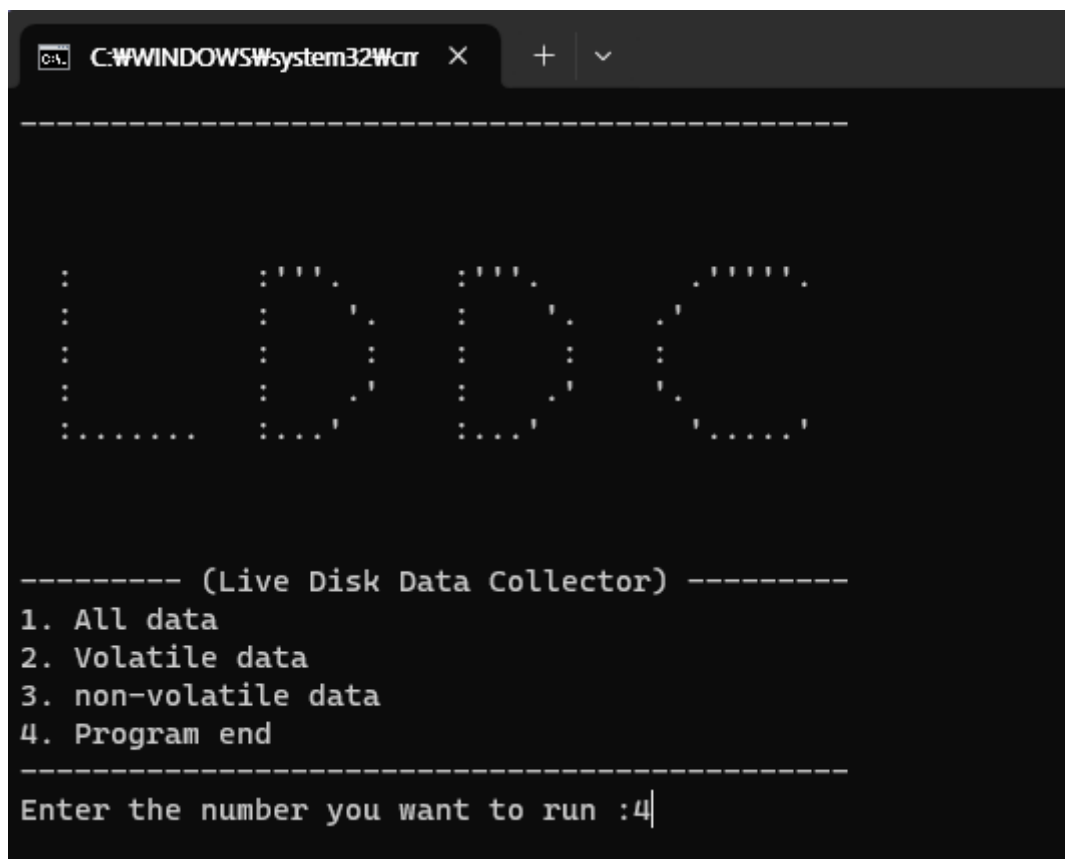 C:₩WINDOWS₩system32₩cm
----------------------------------------------
L D D C
--------- (Live Disk Data Collector) ---------
1. All data
2. Volatile data
3. non-volatile data
4. Program end
----------------------------------------------
Enter the number you want to run :4